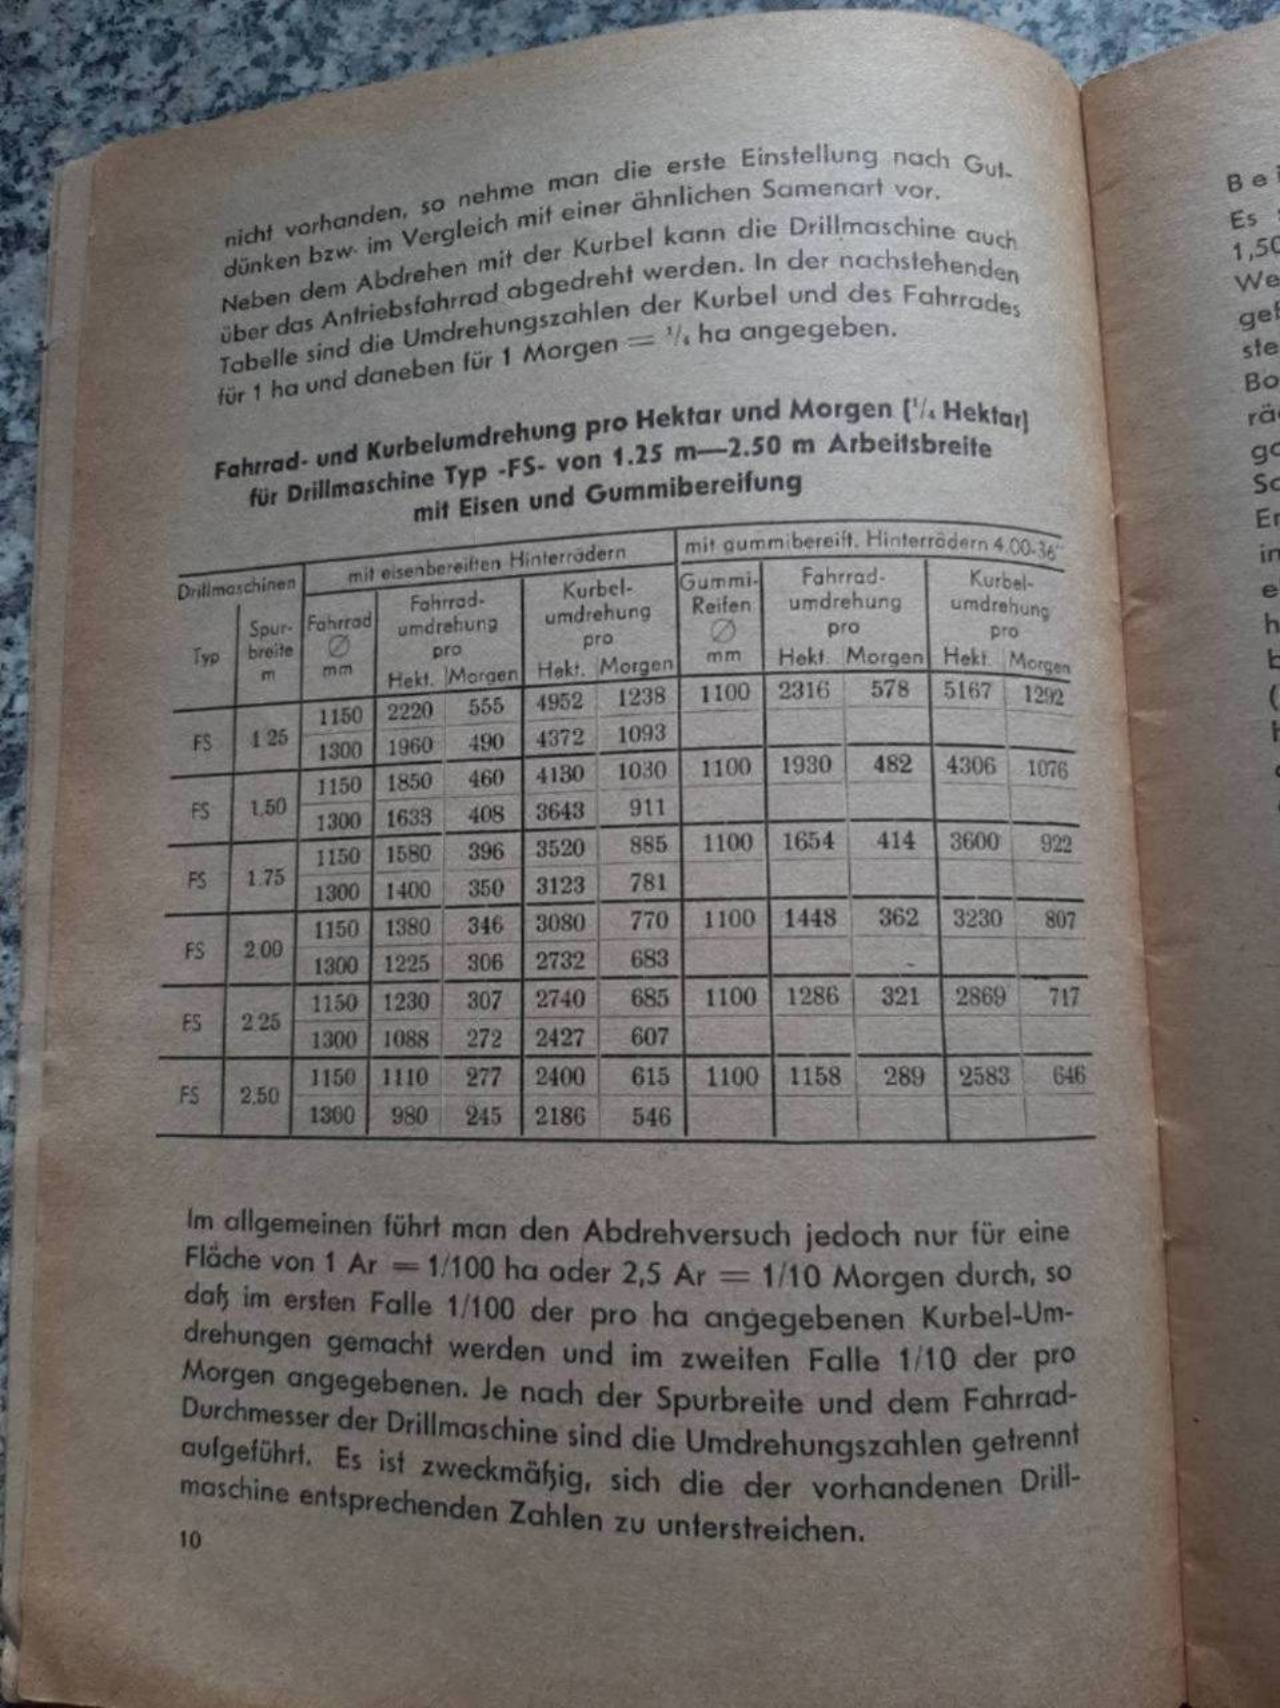 nicht vorhanden, so nehme man die erste Einstellung nach Gut-
dünken bzw. im Vergleich mit einer ähnlichen Samenart vor.
Neben dem Abdrehen mit der Kurbel kann die Drillmaschine auch
über das Antriebsfahrrad abgedreht werden. In der nachstehenden
Tabelle sind die Umdrehungszahlen der Kurbel und des Fahrrades
für 1 ha und daneben für 1 Morgen = ¹/₄ ha angegeben.
Fahrrad- und Kurbelumdrehung pro Hektar und Morgen (¹/₄ Hektar)
für Drillmaschine Typ -FS- von 1.25 m—2.50 m Arbeitsbreite
mit Eisen und Gummibereifung
Drillmaschinen mit eisenbereiften Hinterrädern mit gummibereift. Hinterrädern 4.00-36"
Typ Spur- breite m Fahrrad ∅ mm Fahrrad- umdrehung pro Hekt. Morgen Kurbel- umdrehung pro Hekt. Morgen Gummi- Reifen ∅ mm Fahrrad- umdrehung pro Hekt. Morgen Kurbel- umdrehung pro Hekt. Morgen
FS 1.25 1150 2220 555 4952 1238 1100 2316 578 5167 1292
1300 1960 490 4372 1093
FS 1.50 1150 1850 460 4130 1030 1100 1930 482 4306 1076
1300 1633 408 3643 911
FS 1.75 1150 1580 396 3520 885 1100 1654 414 3600 922
1300 1400 350 3123 781
FS 2.00 1150 1380 346 3080 770 1100 1448 362 3230 807
1300 1225 306 2732 683
FS 2.25 1150 1230 307 2740 685 1100 1286 321 2869 717
1300 1088 272 2427 607
FS 2.50 1150 1110 277 2400 615 1100 1158 289 2583 646
1300 980 245 2186 546
Im allgemeinen führt man den Abdrehversuch jedoch nur für eine
Fläche von 1 Ar = 1/100 ha oder 2,5 Ar = 1/10 Morgen durch, so
daß im ersten Falle 1/100 der pro ha angegebenen Kurbel-Um-
drehungen gemacht werden und im zweiten Falle 1/10 der pro
Morgen angegebenen. Je nach der Spurbreite und dem Fahrrad-
Durchmesser der Drillmaschine sind die Umdrehungszahlen getrennt
aufgeführt. Es ist zweckmäßig, sich die der vorhandenen Drill-
maschine entsprechenden Zahlen zu unterstreichen.
10
Es